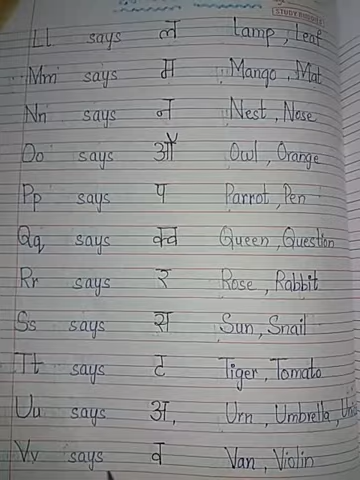 STUDY BUDDIES
Ll says ल Lamp, Leaf
Mm says म Mango, Mat
Nn says न Nest, Nose
Oo says औ Owl, Orange
Pp says प Parrot, Pen
Qq says क्व Queen, Question
Rr says र Rose, Rabbit
Ss says स Sun, Snail
Tt says ट Tiger, Tomato
Uu says अ, Urn, Umbrella,
Vv says व Van, Violin